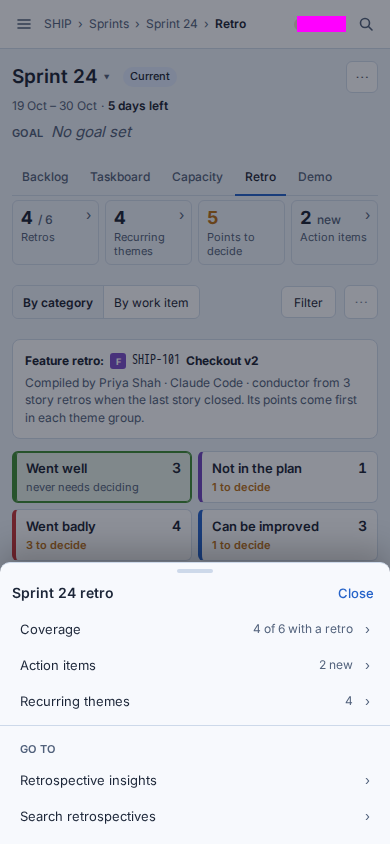 SHIP › Sprints › Sprint 24 › Retro
Sprint 24 ▾ Current ···
19 Oct – 30 Oct · 5 days left
GOAL No goal set
Backlog Taskboard Capacity Retro Demo
4 / 6 ›
Retros
4 ›
Recurring
themes
5
Points to
decide
2 new ›
Action items
By category By work item Filter ···
Feature retro: F SHIP-101 Checkout v2
Compiled by Priya Shah · Claude Code · conductor from 3
story retros when the last story closed. Its points come first
in each theme group.
Went well 3
never needs deciding
Not in the plan 1
1 to decide
Went badly 4
3 to decide
Can be improved 3
1 to decide
Sprint 24 retro Close
Coverage 4 of 6 with a retro ›
Action items 2 new ›
Recurring themes 4 ›
GO TO
Retrospective insights ›
Search retrospectives ›